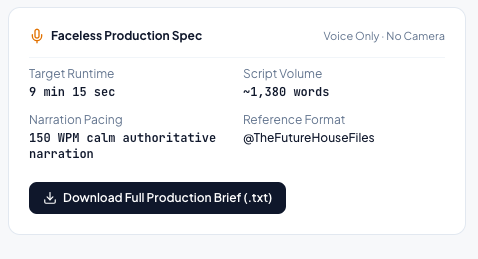 Faceless Production Spec
Voice Only · No Camera
Target Runtime
Script Volume
9 min 15 sec
~1,380 words
Narration Pacing
Reference Format
150 WPM calm authoritative
narration
@TheFutureHouseFiles
Download Full Production Brief (.txt)